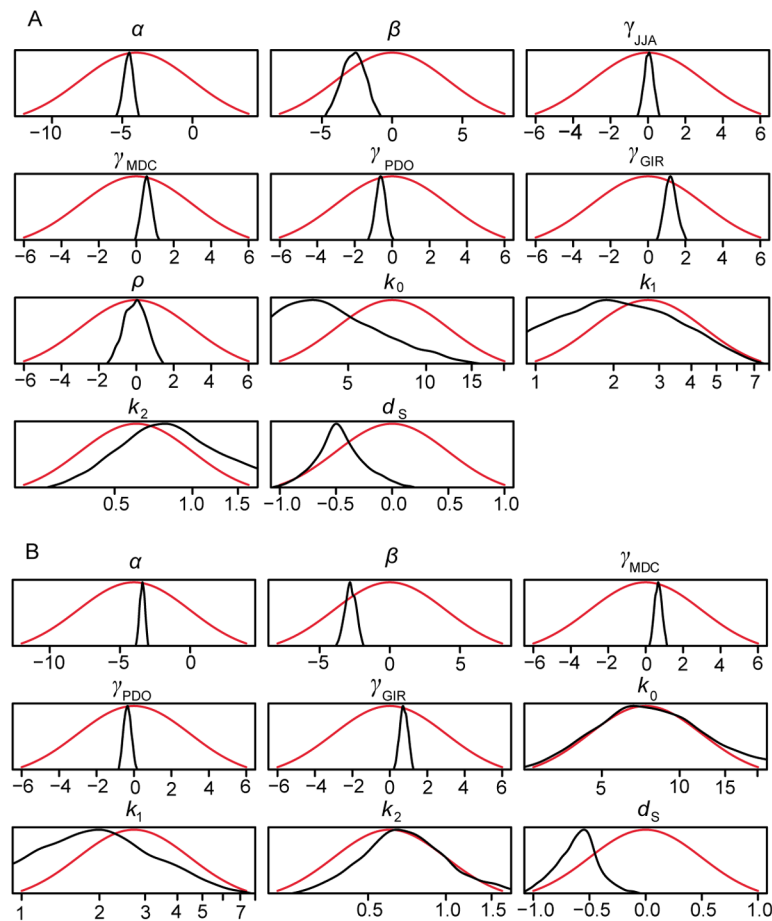 A
α β γJJA
−10 −5 0 −5 0 5 −6 −4 −2 0 2 4 6
γMDC γPDO γGIR
−6 −4 −2 0 2 4 6 −6 −4 −2 0 2 4 6 −6 −4 −2 0 2 4 6
ρ k0 k1
−6 −4 −2 0 2 4 6 5 10 15 1 2 3 4 5 7
k2 dS
0.5 1.0 1.5 −1.0 −0.5 0.0 0.5 1.0
B
α β γMDC
−10 −5 0 −5 0 5 −6 −4 −2 0 2 4 6
γPDO γGIR k0
−6 −4 −2 0 2 4 6 −6 −4 −2 0 2 4 6 5 10 15
k1 k2 dS
1 2 3 4 5 7 0.5 1.0 1.5 −1.0 −0.5 0.0 0.5 1.0